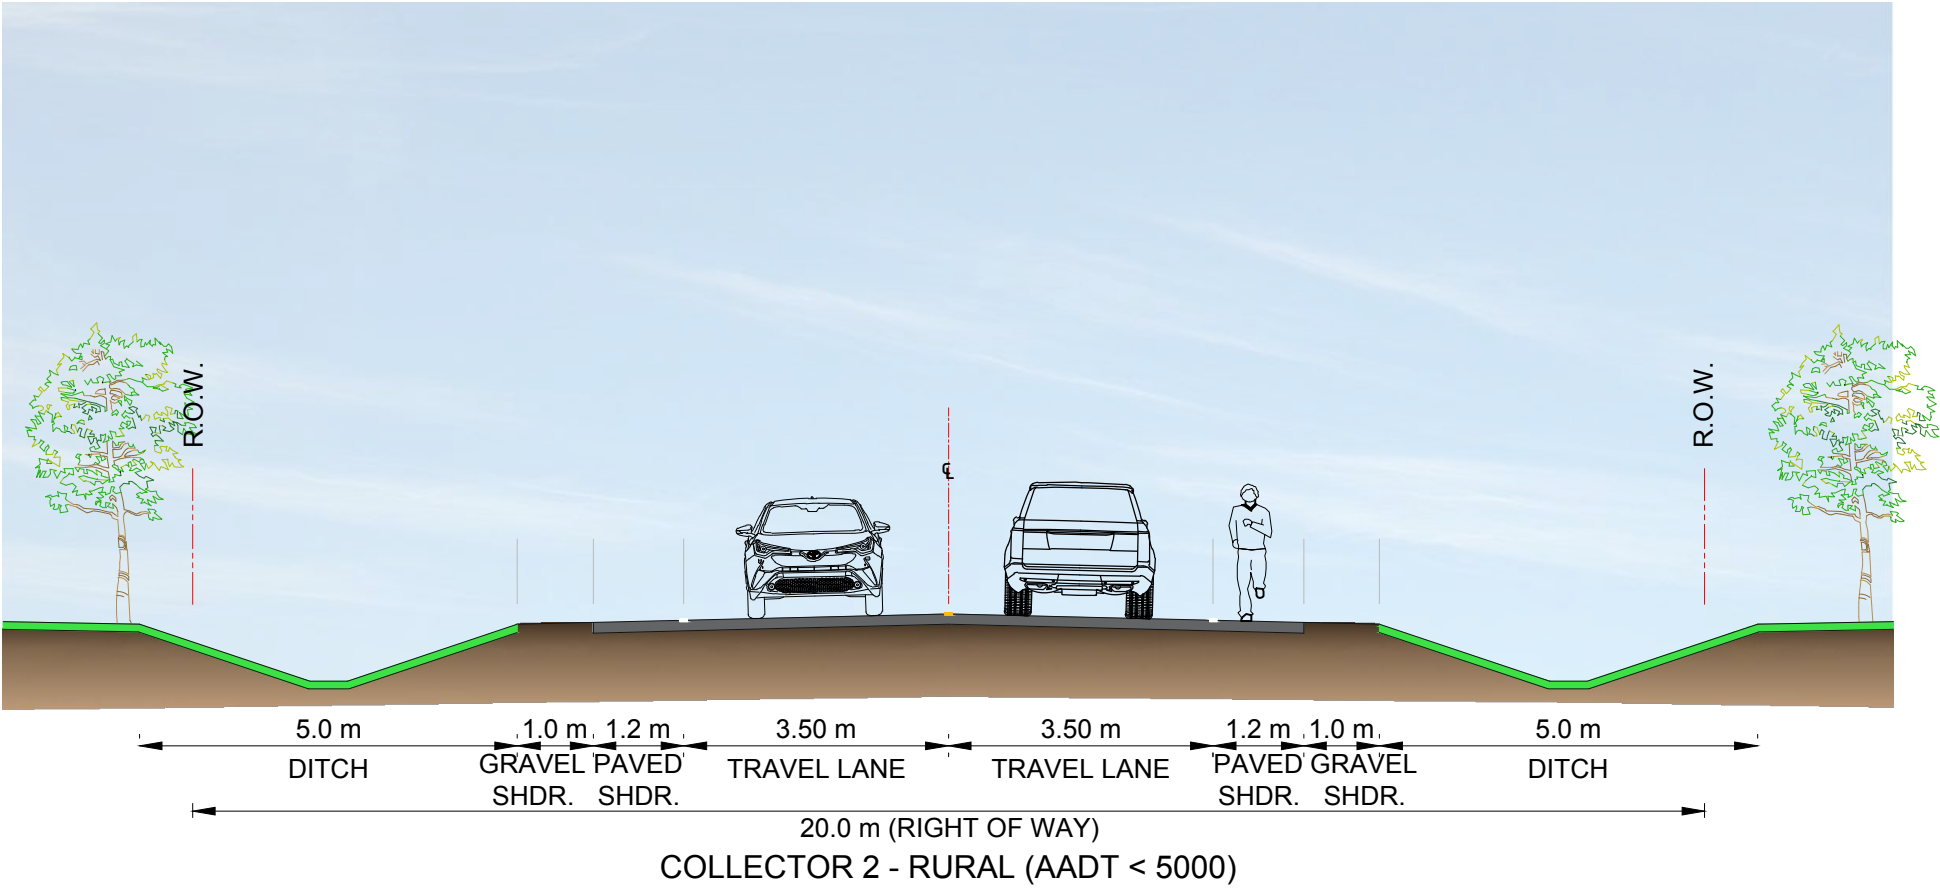 R.O.W.
R.O.W.
℄
5.0 m
1.0 m
1.2 m
3.50 m
3.50 m
1.2 m
1.0 m
5.0 m
DITCH
GRAVEL
SHDR.
PAVED
SHDR.
TRAVEL LANE
TRAVEL LANE
PAVED
SHDR.
GRAVEL
SHDR.
DITCH
20.0 m (RIGHT OF WAY)
COLLECTOR 2 - RURAL (AADT < 5000)